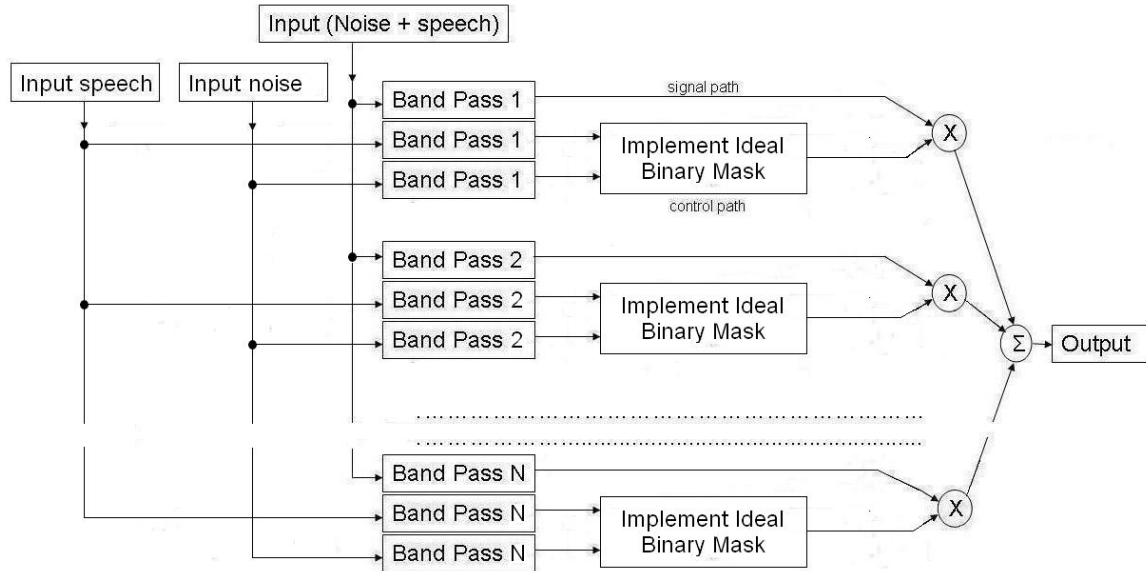 Input (Noise + speech)
Input speech
Input noise
Band Pass 1
signal path
X
Band Pass 1
Implement Ideal
Binary Mask
Band Pass 1
control path
Band Pass 2
X
Band Pass 2
Implement Ideal
Binary Mask
Band Pass 2
Σ
Output
Band Pass N
X
Band Pass N
Implement Ideal
Binary Mask
Band Pass N